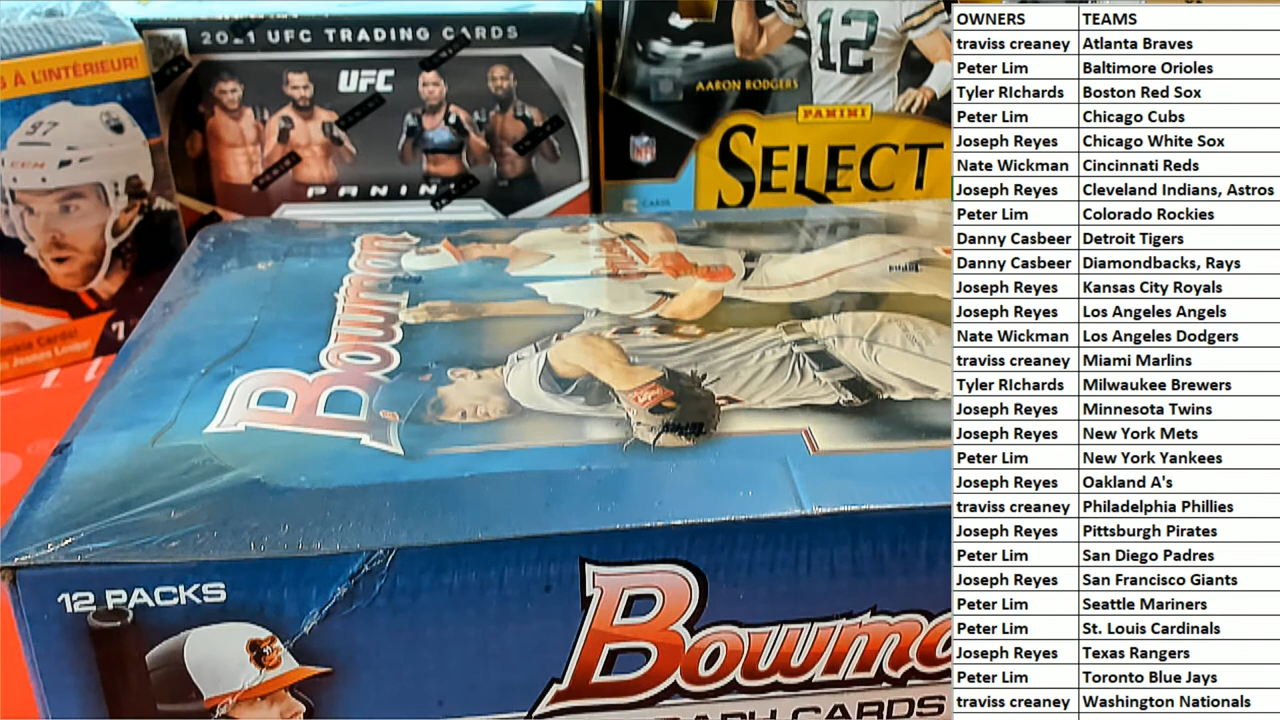 S À L'INTÉRIEUR!
97
CCM
2021 UFC TRADING CARDS
UFC
PANINI
12
AARON RODGERS
PANINI
NFL
SELECT
CARDS
Bowman
12 PACKS
Bowma
GRAPH CARDS
OWNERS TEAMS
traviss creaney Atlanta Braves
Peter Lim Baltimore Orioles
Tyler RIchards Boston Red Sox
Peter Lim Chicago Cubs
Joseph Reyes Chicago White Sox
Nate Wickman Cincinnati Reds
Joseph Reyes Cleveland Indians, Astros
Peter Lim Colorado Rockies
Danny Casbeer Detroit Tigers
Danny Casbeer Diamondbacks, Rays
Joseph Reyes Kansas City Royals
Joseph Reyes Los Angeles Angels
Nate Wickman Los Angeles Dodgers
traviss creaney Miami Marlins
Tyler RIchards Milwaukee Brewers
Joseph Reyes Minnesota Twins
Joseph Reyes New York Mets
Peter Lim New York Yankees
Joseph Reyes Oakland A's
traviss creaney Philadelphia Phillies
Joseph Reyes Pittsburgh Pirates
Peter Lim San Diego Padres
Joseph Reyes San Francisco Giants
Peter Lim Seattle Mariners
Peter Lim St. Louis Cardinals
Joseph Reyes Texas Rangers
Peter Lim Toronto Blue Jays
traviss creaney Washington Nationals